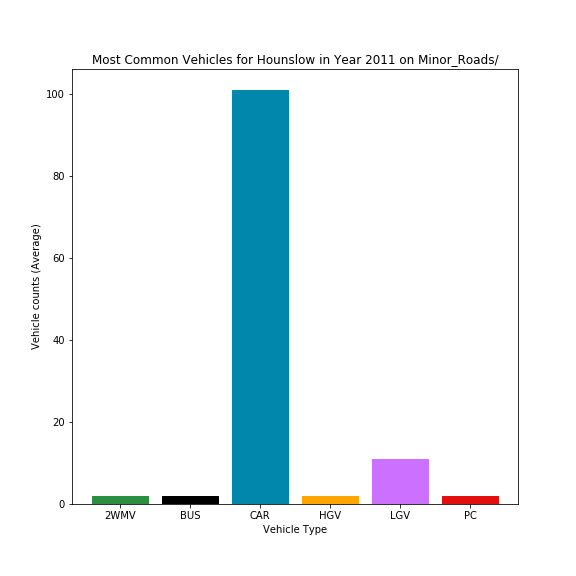 Most Common Vehicles for Hounslow in Year 2011 on Minor_Roads/
Vehicle counts (Average)
100
80
60
40
20
0
2WMV BUS CAR HGV LGV PC
Vehicle Type